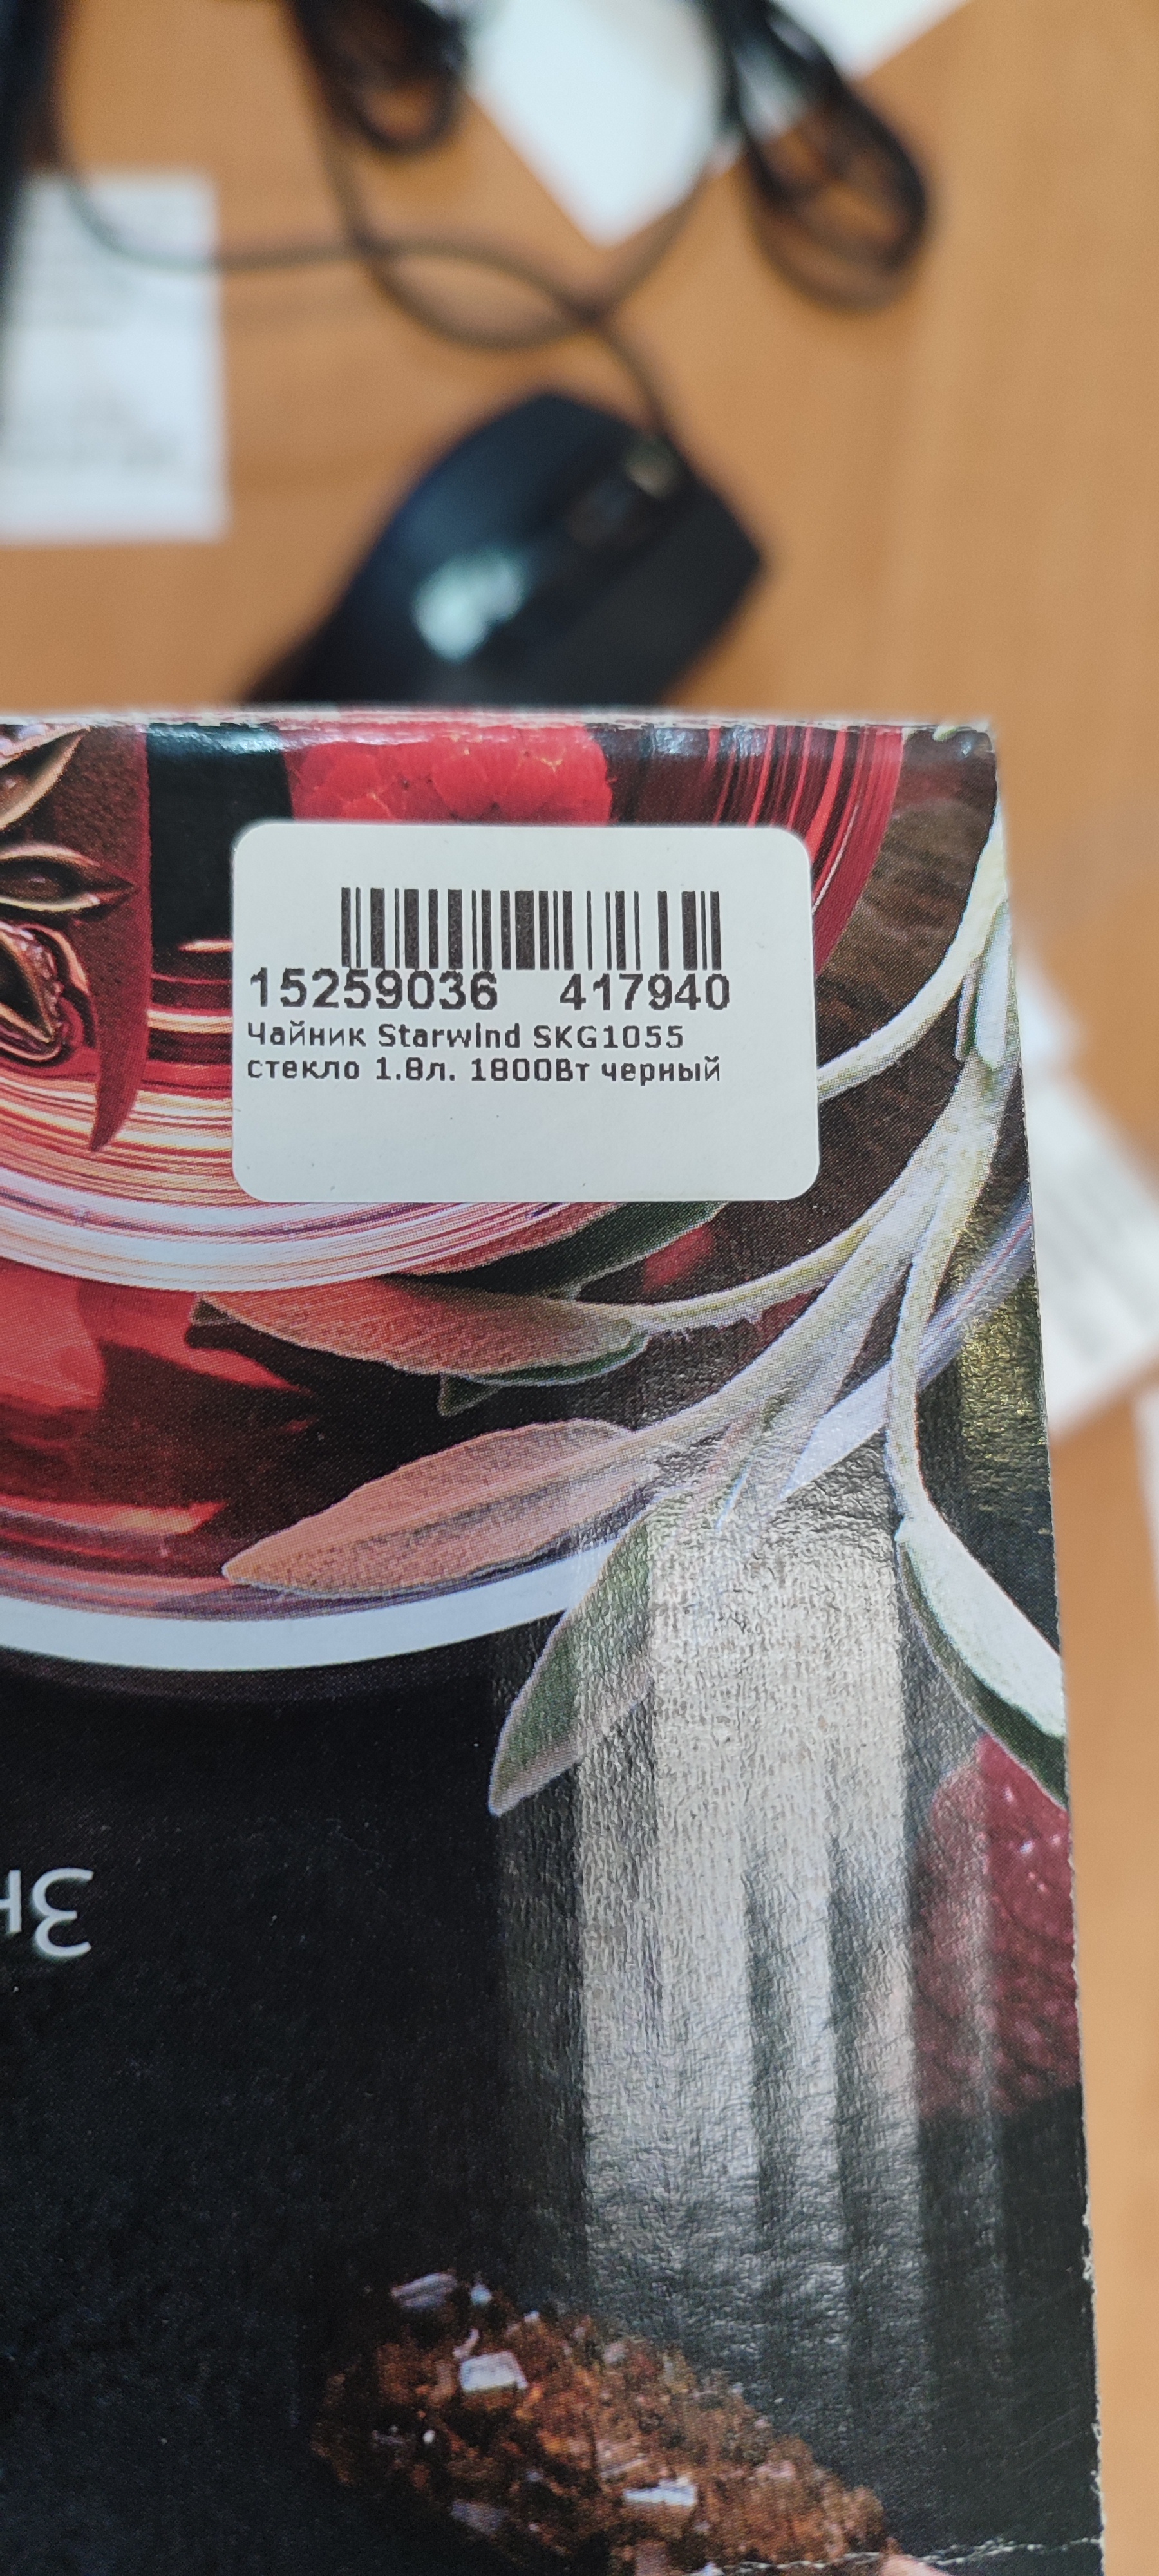 15259036 417940
Чайник Starwind SKG1055
стекло 1.8л. 1800Вт черный